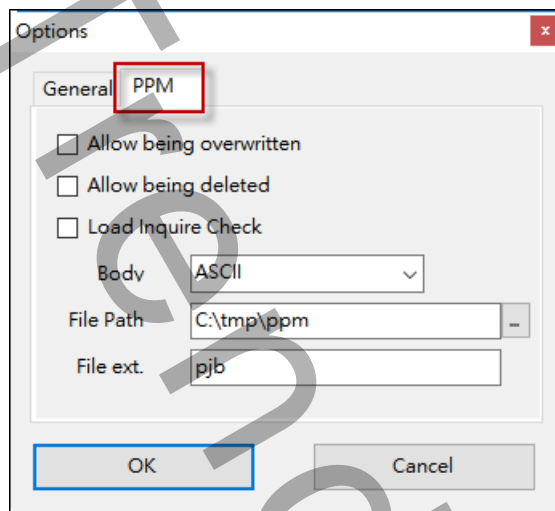 Options
x
General PPM
Allow being overwritten
Allow being deleted
Load Inquire Check
Body ASCII
File Path C:\tmp\ppm ...
File ext. pjb
OK Cancel